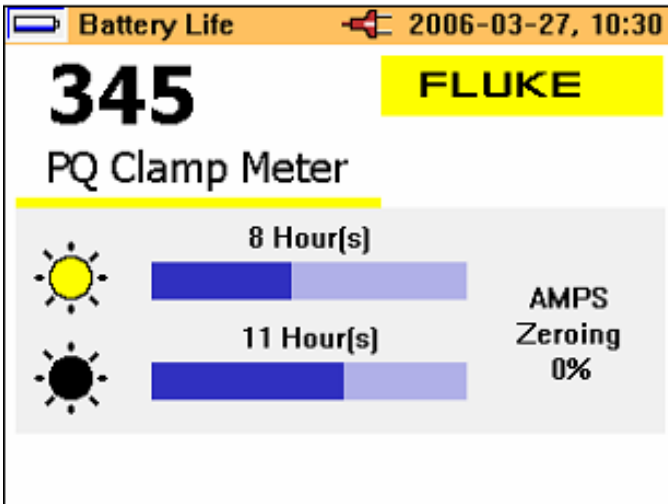 Battery Life 2006-03-27, 10:30
345 FLUKE
PQ Clamp Meter
8 Hour(s)
11 Hour(s)
AMPS
Zeroing
0%